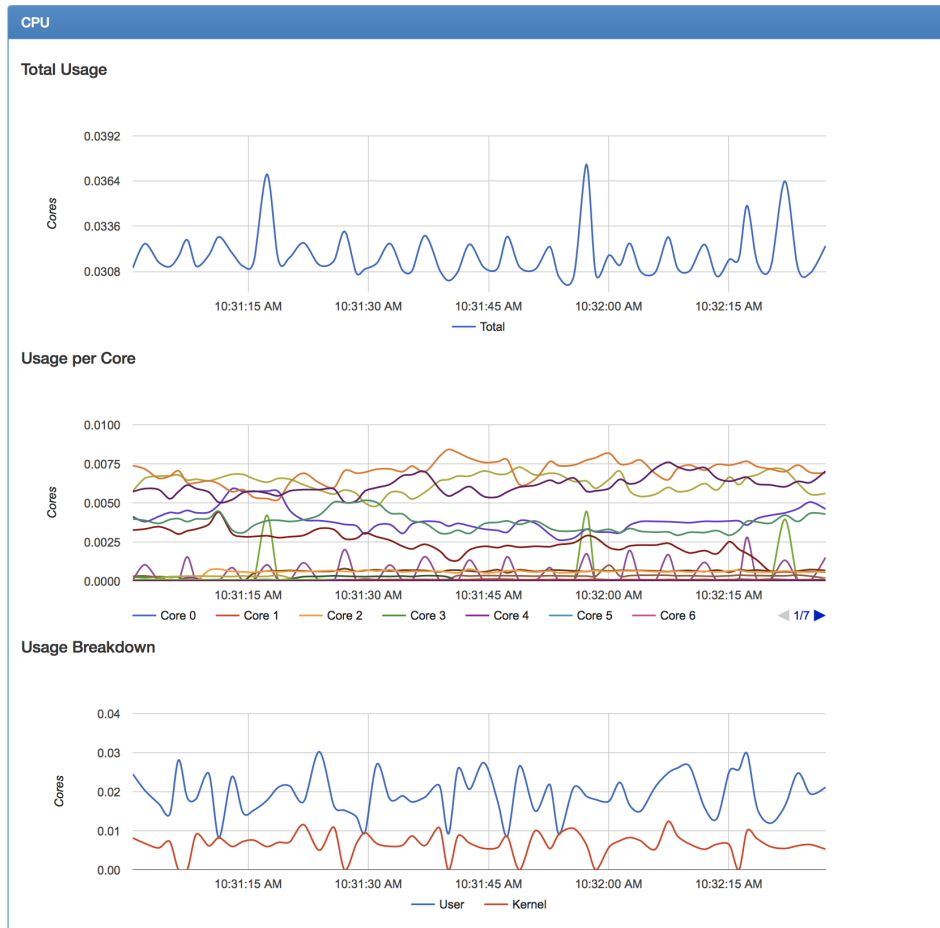 CPU
Total Usage
0.0392
0.0364
0.0336
0.0308
Cores
10:31:15 AM 10:31:30 AM 10:31:45 AM 10:32:00 AM 10:32:15 AM
Total
Usage per Core
0.0100
0.0075
0.0050
0.0025
0.0000
Cores
10:31:15 AM 10:31:30 AM 10:31:45 AM 10:32:00 AM 10:32:15 AM
Core 0 Core 1 Core 2 Core 3 Core 4 Core 5 Core 6 1/7
Usage Breakdown
0.04
0.03
0.02
0.01
0.00
Cores
10:31:15 AM 10:31:30 AM 10:31:45 AM 10:32:00 AM 10:32:15 AM
User Kernel